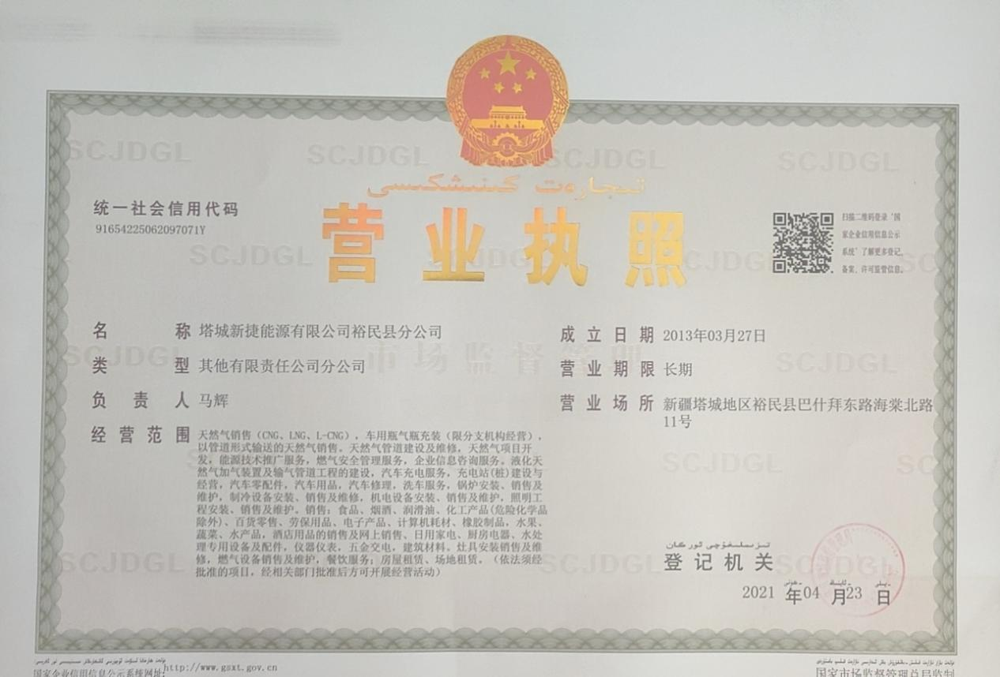 تىجارەت كىنىشكىسى
营业执照
统一社会信用代码
91654225062097071Y
扫描二维码登录‘国
家企业信用信息公示
系统’了解更多登记、
备案、许可监管信息。
名 称 塔城新捷能源有限公司裕民县分公司
类 型 其他有限责任公司分公司
负 责 人 马辉
经 营 范 围 天然气销售（CNG、LNG、L-CNG），车用瓶气瓶充装（限分支机构经营），
以管道形式输送的天然气销售。天然气管道建设及维修，天然气项目开
发，能源技术推广服务，燃气安全管理服务，企业信息咨询服务。液化天
然气加气装置及输气管道工程的建设，汽车充电服务，充电站(桩)建设与
经营，汽车零配件，汽车用品，汽车修理，洗车服务，锅炉安装、销售及
维护，制冷设备安装、销售及维修，机电设备安装、销售及维护，照明工
程安装、销售及维护。销售：食品、烟酒、润滑油、化工产品(危险化学品
除外)、百货零售、劳保用品、电子产品、计算机耗材、橡胶制品，水果、
蔬菜、水产品，酒店用品的销售及网上销售、日用家电、厨房电器、水处
理专用设备及配件，仪器仪表，五金交电，建筑材料。灶具安装销售及维
修，燃气设备销售及维护，餐饮服务；房屋租赁、场地租赁。（依法须经
批准的项目，经相关部门批准后方可开展经营活动）
成 立 日 期 2013年03月27日
营 业 期 限 长期
营 业 场 所 新疆塔城地区裕民县巴什拜东路海棠北路
11号
تىزىملىغۇچى ئورگان
登记机关
2021 年04 月23 日
国家企业信用信息公示系统网址：http://www.gsxt.gov.cn
国家市场监督管理总局监制
SCJDGL
市场监督管理